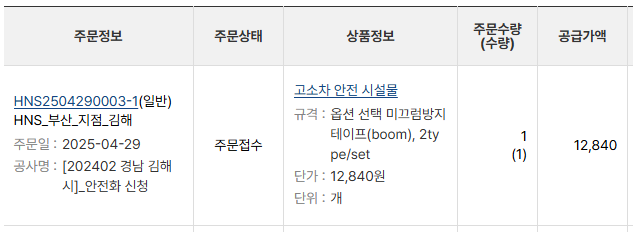 주문정보
주문상태
상품정보
주문수량
(수량)
공급가액
HNS2504290003-1(일반)
HNS_부산_지점_김해
주문일 : 2025-04-29
공사명 : [202402 경남 김해
시]_안전화 신청
주문접수
고소차 안전 시설물
규격 : 옵션 선택 미끄럼방지
테이프(boom), 2ty
pe/set
단가 : 12,840원
단위 : 개
1
(1)
12,840